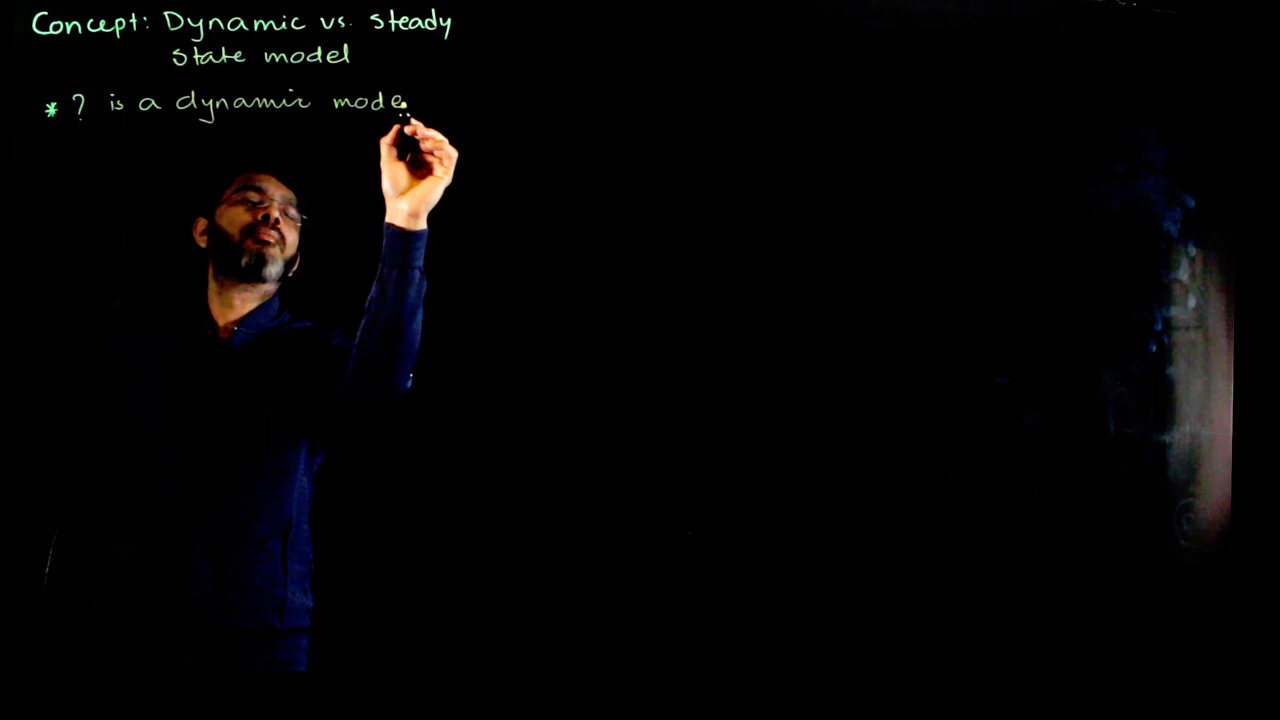 Concept: Dynamic vs. steady
state model
* ? is a dynamic mode